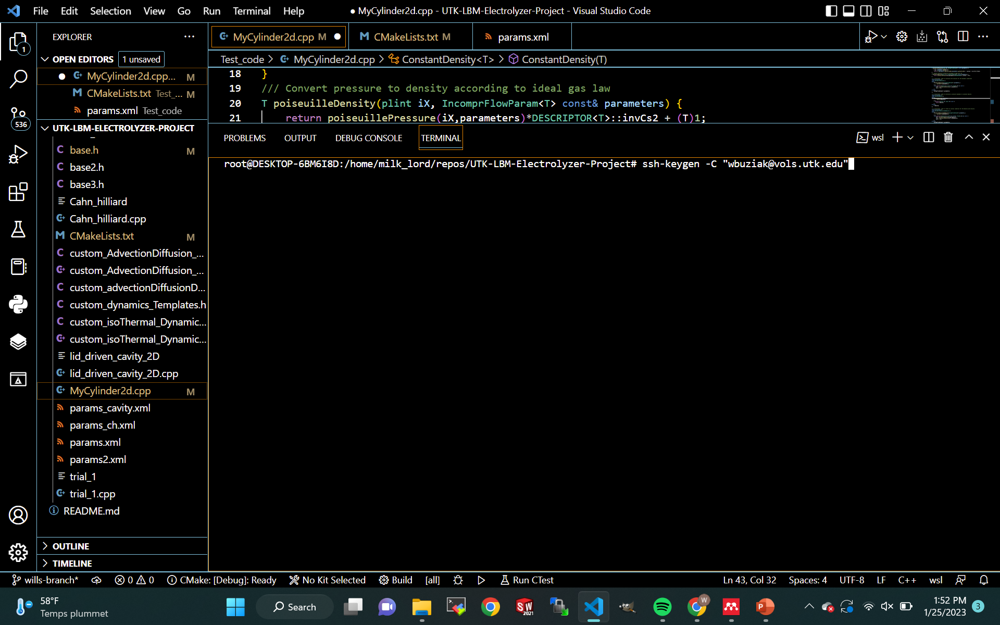 File Edit Selection View Go Run Terminal Help
● MyCylinder2d.cpp - UTK-LBM-Electrolyzer-Project - Visual Studio Code
EXPLORER
OPEN EDITORS 1 unsaved
MyCylinder2d.cpp... M
CMakeLists.txt Test_... M
params.xml Test_code
UTK-LBM-ELECTROLYZER-PROJECT
base.h M
base2.h
base3.h
Cahn_hilliard
Cahn_hilliard.cpp
CMakeLists.txt M
custom_AdvectionDiffusion_...
custom_AdvectionDiffusion_...
custom_advectionDiffusionD...
custom_dynamics_Templates.h
custom_isoThermal_Dynamic...
custom_isoThermal_Dynamic...
lid_driven_cavity_2D
lid_driven_cavity_2D.cpp
MyCylinder2d.cpp M
params_cavity.xml
params_ch.xml
params.xml
params2.xml
trial_1
trial_1.cpp
README.md
OUTLINE
TIMELINE
1
536
MyCylinder2d.cpp M ●
CMakeLists.txt M
params.xml
Test_code > MyCylinder2d.cpp > ConstantDensity<T> > ConstantDensity(T)
18 }
19 /// Convert pressure to density according to ideal gas law
20 T poiseuilleDensity(plint iX, IncomprFlowParam<T> const& parameters) {
21 return poiseuillePressure(iX,parameters)*DESCRIPTOR<T>::invCs2 + (T)1;
PROBLEMS OUTPUT DEBUG CONSOLE TERMINAL
wsl
root@DESKTOP-6BM6I8D:/home/milk_lord/repos/UTK-LBM-Electrolyzer-Project# ssh-keygen -C "wbuziak@vols.utk.edu"
wills-branch* 0 0 CMake: [Debug]: Ready No Kit Selected Build [all] Run CTest
Ln 43, Col 32 Spaces: 4 UTF-8 LF C++ wsl
58°F
Temps plummet
Search
SW
2021
W
P
1:52 PM
1/25/2023
3